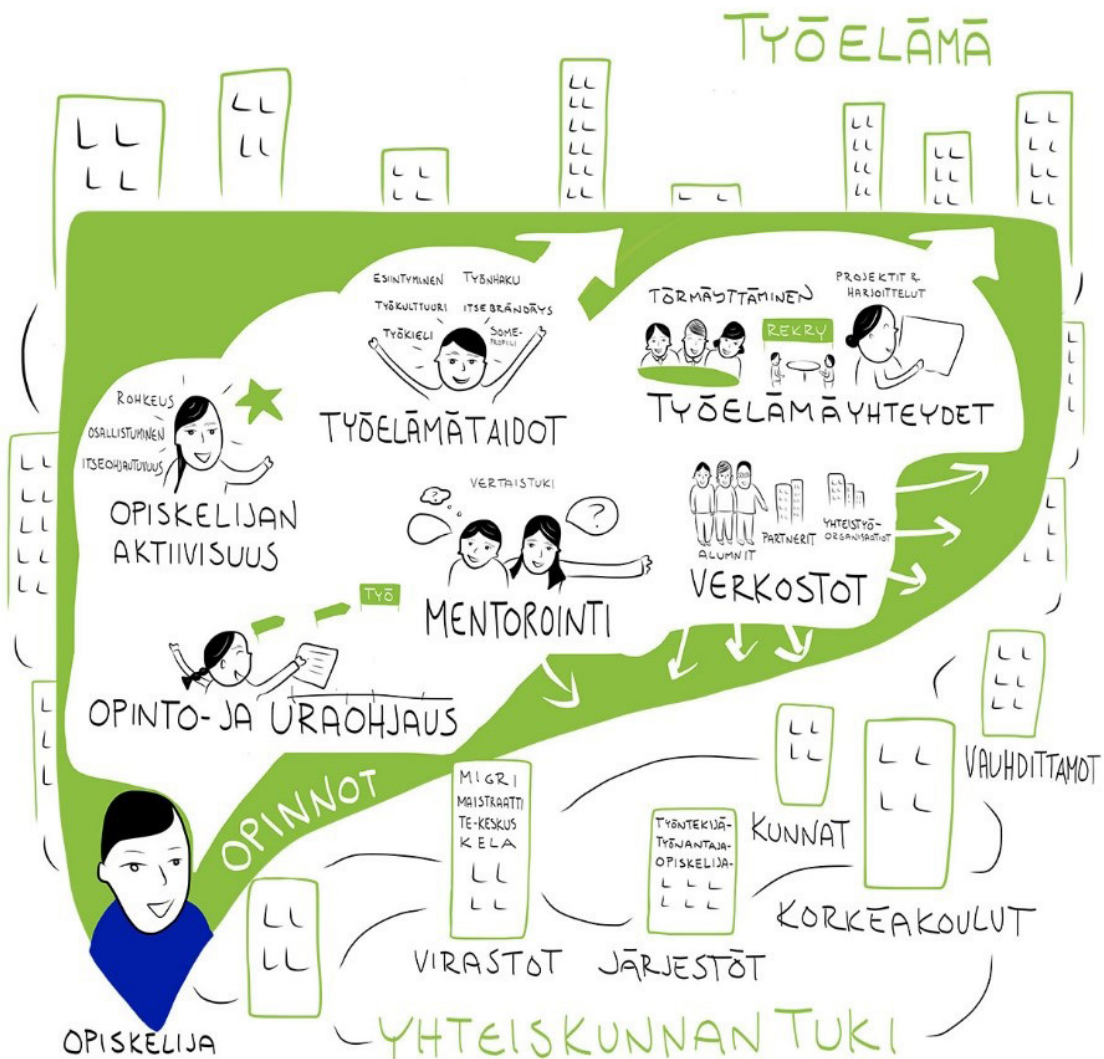 TYÖELÄMÄ
ESIINTYMINEN
TYÖNHAKU
TYÖKULTTUURI
ITSEBRÄNDÄYS
TYÖKIELI
SOME-
PROFIILI
TYÖELÄMÄTAIDOT
TÖRMÄYTTÄMINEN
REKRY
PROJEKTIT &
HARJOITTELUT
TYÖELÄMÄYHTEYDET
ROHKEUS
OSALLISTUMINEN
ITSEOHJAUTUVUUS
OPISKELIJAN
AKTIIVISUUS
VERTAISTUKI
?
?
MENTOROINTI
ALUMNIT
PARTNERIT
YHTEISTYÖ-
ORGANISAATIOT
VERKOSTOT
TYÖ
OPINTO- JA URAOHJAUS
OPINNOT
OPISKELIJA
MIGRI
MAISTRAATTI
TE-KESKUS
KELA
VIRASTOT
TYÖNTEKIJÄ-
TYÖNANTAJA-
OPISKELIJA-
JÄRJESTÖT
KUNNAT
KORKEAKOULUT
VAUHDITTAMOT
YHTEISKUNNAN TUKI